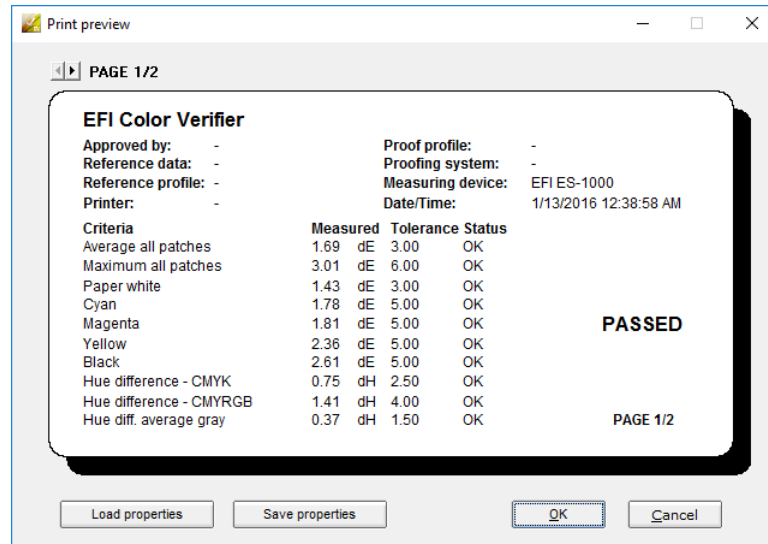 Print preview
PAGE 1/2
EFI Color Verifier
Approved by: - Proof profile: -
Reference data: - Proofing system: -
Reference profile: - Measuring device: EFI ES-1000
Printer: - Date/Time: 1/13/2016 12:38:58 AM
Criteria Measured Tolerance Status
Average all patches 1.69 dE 3.00 OK
Maximum all patches 3.01 dE 6.00 OK
Paper white 1.43 dE 3.00 OK
Cyan 1.78 dE 5.00 OK
Magenta 1.81 dE 5.00 OK PASSED
Yellow 2.36 dE 5.00 OK
Black 2.61 dE 5.00 OK
Hue difference - CMYK 0.75 dH 2.50 OK
Hue difference - CMYRGB 1.41 dH 4.00 OK
Hue diff. average gray 0.37 dH 1.50 OK PAGE 1/2
Load properties Save properties OK Cancel